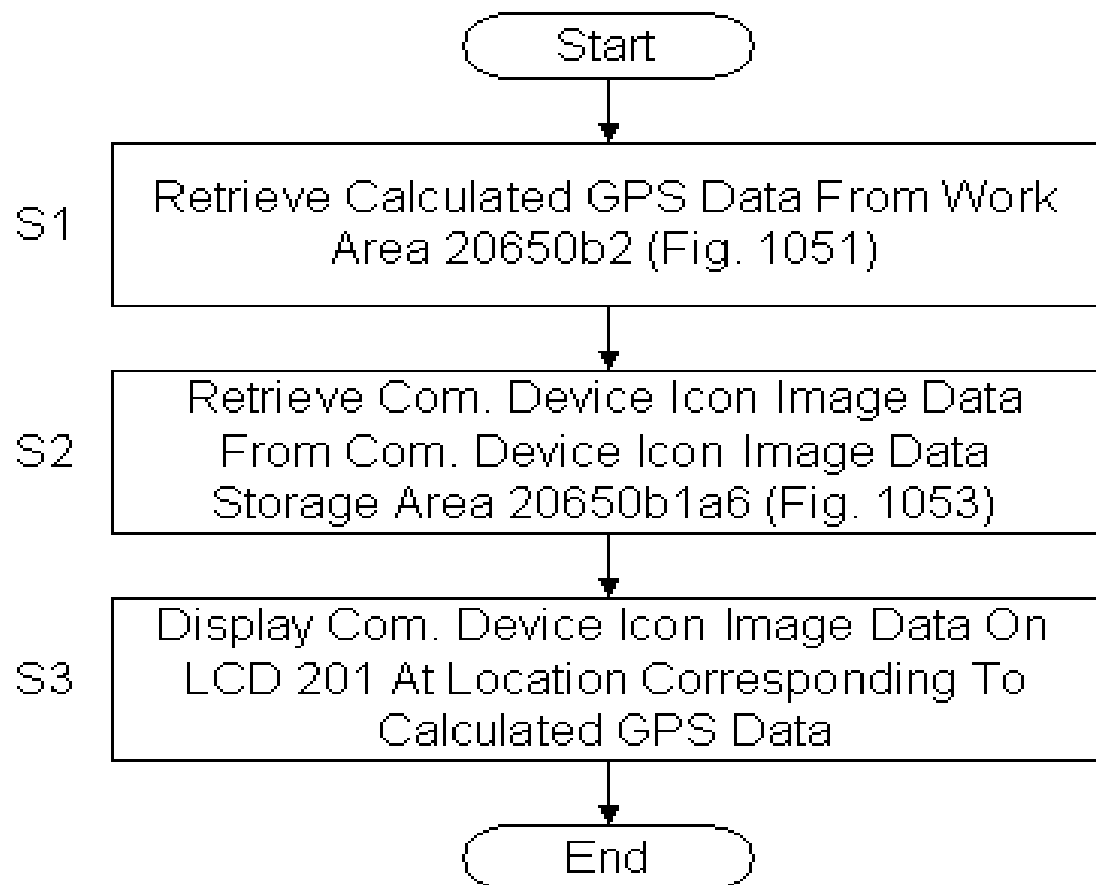 Start
S1
Retrieve Calculated GPS Data From Work
Area 20650b2 (Fig. 1051)
S2
Retrieve Com. Device Icon Image Data
From Com. Device Icon Image Data
Storage Area 20650b1a6 (Fig. 1053)
S3
Display Com. Device Icon Image Data On
LCD 201 At Location Corresponding To
Calculated GPS Data
End